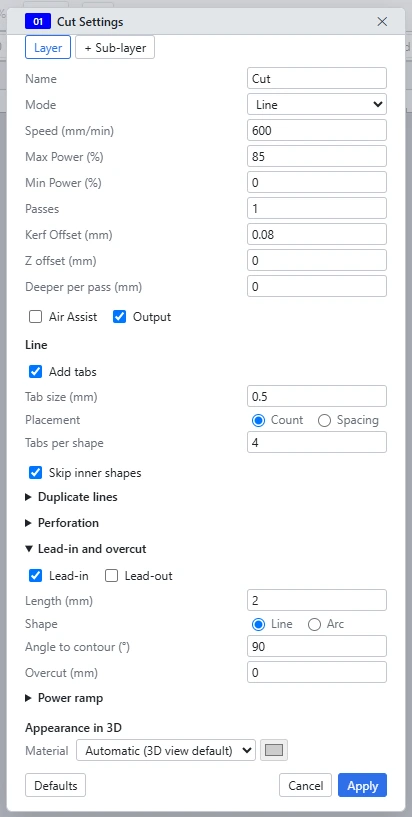 01 Cut Settings
Layer + Sub-layer
Name Cut
Mode Line
Speed (mm/min) 600
Max Power (%) 85
Min Power (%) 0
Passes 1
Kerf Offset (mm) 0.08
Z offset (mm) 0
Deeper per pass (mm) 0
Air Assist Output
Line
Add tabs
Tab size (mm) 0.5
Placement Count Spacing
Tabs per shape 4
Skip inner shapes
Duplicate lines
Perforation
Lead-in and overcut
Lead-in Lead-out
Length (mm) 2
Shape Line Arc
Angle to contour (°) 90
Overcut (mm) 0
Power ramp
Appearance in 3D
Material Automatic (3D view default)
Defaults Cancel Apply